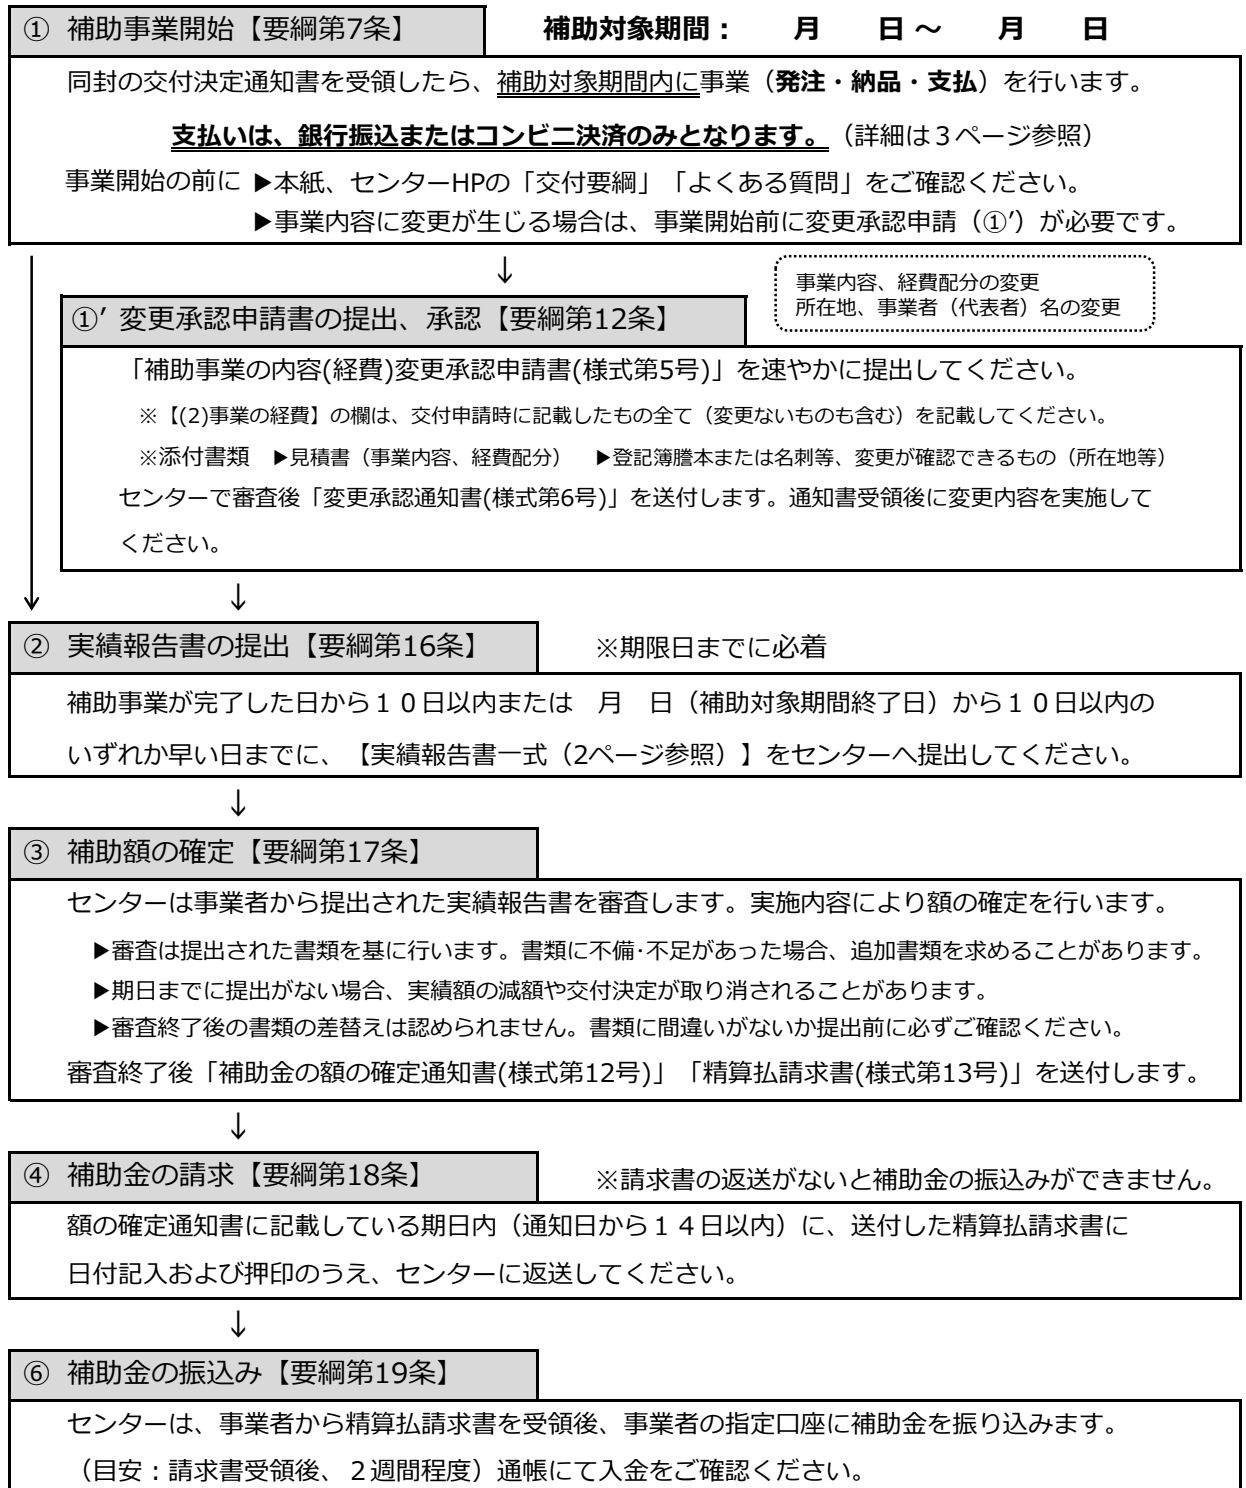 ① 補助事業開始【要綱第7条】 補助対象期間： 月 日～ 月 日
同封の交付決定通知書を受領したら、補助対象期間内に事業（発注・納品・支払）を行います。
支払いは、銀行振込またはコンビニ決済のみとなります。（詳細は３ページ参照）
事業開始の前に ▶本紙、センターHPの「交付要綱」「よくある質問」をご確認ください。
▶事業内容に変更が生じる場合は、事業開始前に変更承認申請（①’）が必要です。
↓
事業内容、経費配分の変更
所在地、事業者（代表者）名の変更
①’ 変更承認申請書の提出、承認【要綱第12条】
「補助事業の内容(経費)変更承認申請書(様式第5号)」を速やかに提出してください。
※【(2)事業の経費】の欄は、交付申請時に記載したもの全て（変更ないものも含む）を記載してください。
※添付書類 ▶見積書（事業内容、経費配分） ▶登記簿謄本または名刺等、変更が確認できるもの（所在地等）
センターで審査後「変更承認通知書(様式第6号)」を送付します。通知書受領後に変更内容を実施して
ください。
↓
② 実績報告書の提出【要綱第16条】 ※期限日までに必着
補助事業が完了した日から１０日以内または 月 日（補助対象期間終了日）から１０日以内の
いずれか早い日までに、【実績報告書一式（2ページ参照）】をセンターへ提出してください。
↓
③ 補助額の確定【要綱第17条】
センターは事業者から提出された実績報告書を審査します。実施内容により額の確定を行います。
▶審査は提出された書類を基に行います。書類に不備･不足があった場合、追加書類を求めることがあります。
▶期日までに提出がない場合、実績額の減額や交付決定が取り消されることがあります。
▶審査終了後の書類の差替えは認められません。書類に間違いがないか提出前に必ずご確認ください。
審査終了後「補助金の額の確定通知書(様式第12号)」「精算払請求書(様式第13号)」を送付します。
↓
④ 補助金の請求【要綱第18条】 ※請求書の返送がないと補助金の振込みができません。
額の確定通知書に記載している期日内（通知日から１４日以内）に、送付した精算払請求書に
日付記入および押印のうえ、センターに返送してください。
↓
⑥ 補助金の振込み【要綱第19条】
センターは、事業者から精算払請求書を受領後、事業者の指定口座に補助金を振り込みます。
（目安：請求書受領後、２週間程度）通帳にて入金をご確認ください。